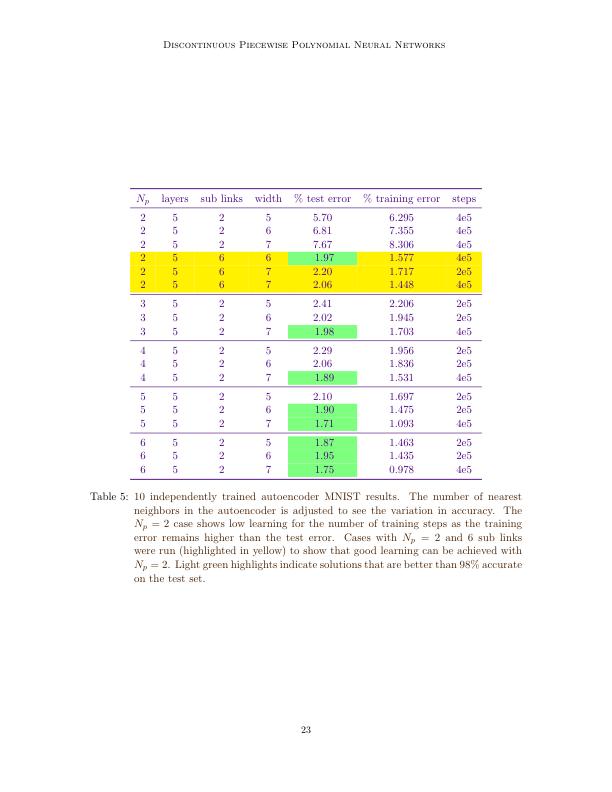 Discontinuous Piecewise Polynomial Neural Networks
Np layers sub links width % test error % training error steps
2 5 2 5 5.70 6.295 4e5
2 5 2 6 6.81 7.355 4e5
2 5 2 7 7.67 8.306 4e5
2 5 6 6 1.97 1.577 4e5
2 5 6 7 2.20 1.717 2e5
2 5 6 7 2.06 1.448 4e5
3 5 2 5 2.41 2.206 2e5
3 5 2 6 2.02 1.945 2e5
3 5 2 7 1.98 1.703 4e5
4 5 2 5 2.29 1.956 2e5
4 5 2 6 2.06 1.836 2e5
4 5 2 7 1.89 1.531 4e5
5 5 2 5 2.10 1.697 2e5
5 5 2 6 1.90 1.475 2e5
5 5 2 7 1.71 1.093 4e5
6 5 2 5 1.87 1.463 2e5
6 5 2 6 1.95 1.435 2e5
6 5 2 7 1.75 0.978 4e5
Table 5: 10 independently trained autoencoder MNIST results. The number of nearest
neighbors in the autoencoder is adjusted to see the variation in accuracy. The
Np = 2 case shows low learning for the number of training steps as the training
error remains higher than the test error. Cases with Np = 2 and 6 sub links
were run (highlighted in yellow) to show that good learning can be achieved with
Np = 2. Light green highlights indicate solutions that are better than 98% accurate
on the test set.
23